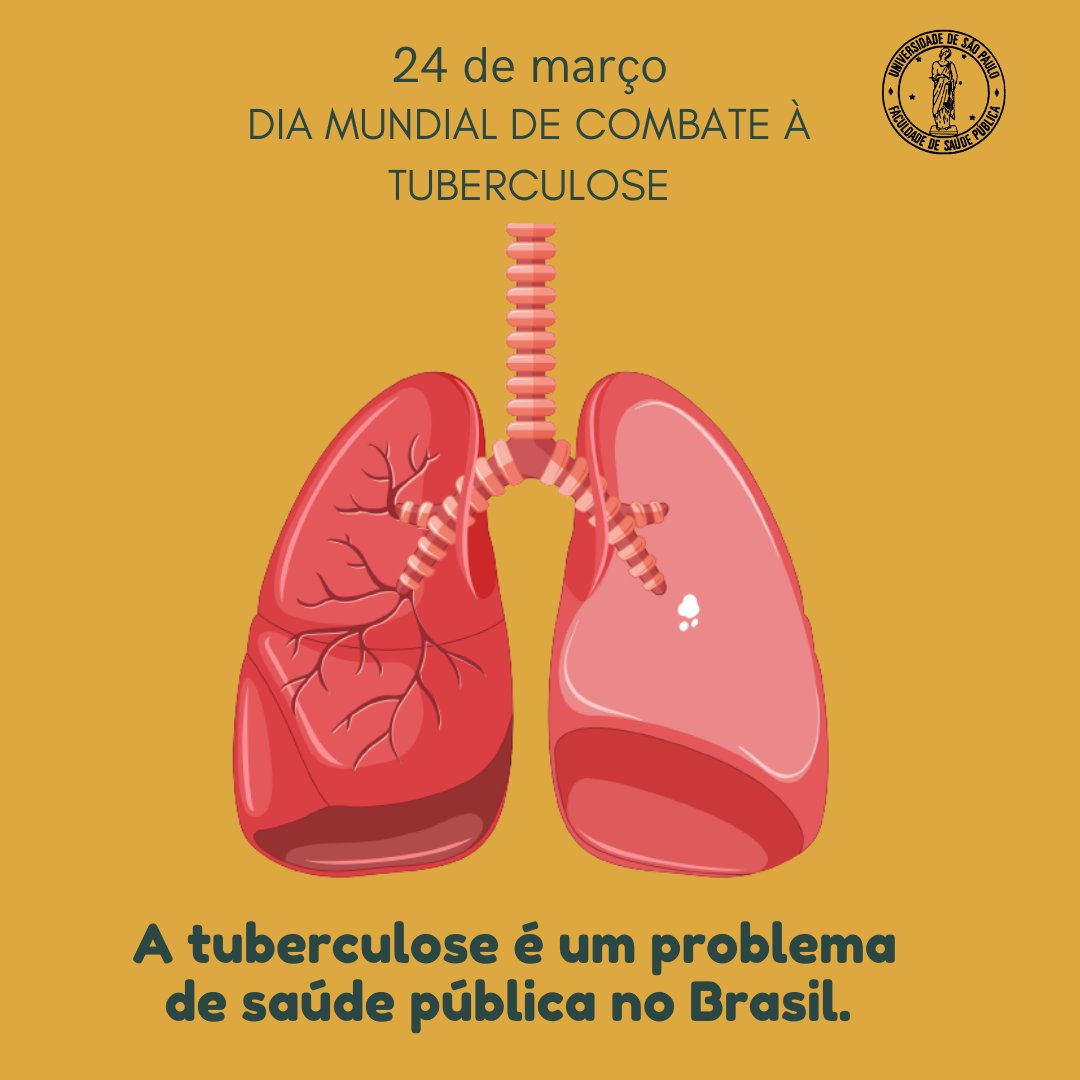 24 de março
DIA MUNDIAL DE COMBATE À
TUBERCULOSE
UNIVERSIDADE DE SÃO PAULO
FACULDADE DE SAÚDE PÚBLICA
A tuberculose é um problema
de saúde pública no Brasil.